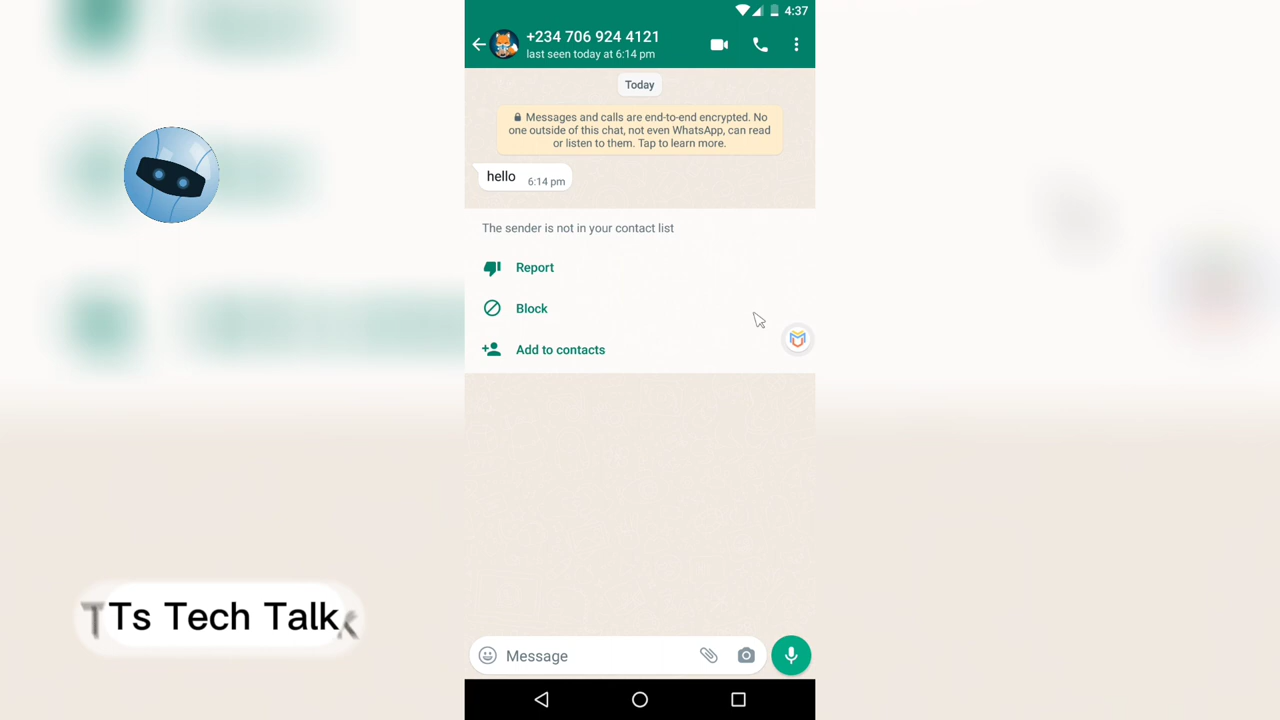 4:37
+234 706 924 4121
last seen today at 6:14 pm
Today
Messages and calls are end-to-end encrypted. No
one outside of this chat, not even WhatsApp, can read
or listen to them. Tap to learn more.
hello 6:14 pm
The sender is not in your contact list
Report
Block
Add to contacts
Message
Ts Tech Talk